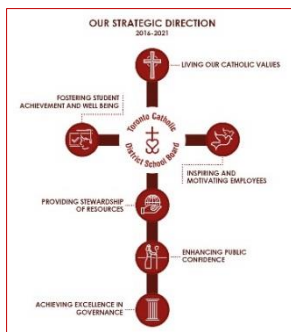 OUR STRATEGIC DIRECTION
2016-2021
LIVING OUR CATHOLIC VALUES
FOSTERING STUDENT
ACHIEVEMENT AND WELL BEING
Toronto Catholic
District School Board
INSPIRING AND
MOTIVATING EMPLOYEES
PROVIDING STEWARDSHIP
OF RESOURCES
ENHANCING PUBLIC
CONFIDENCE
ACHIEVING EXCELLENCE IN
GOVERNANCE